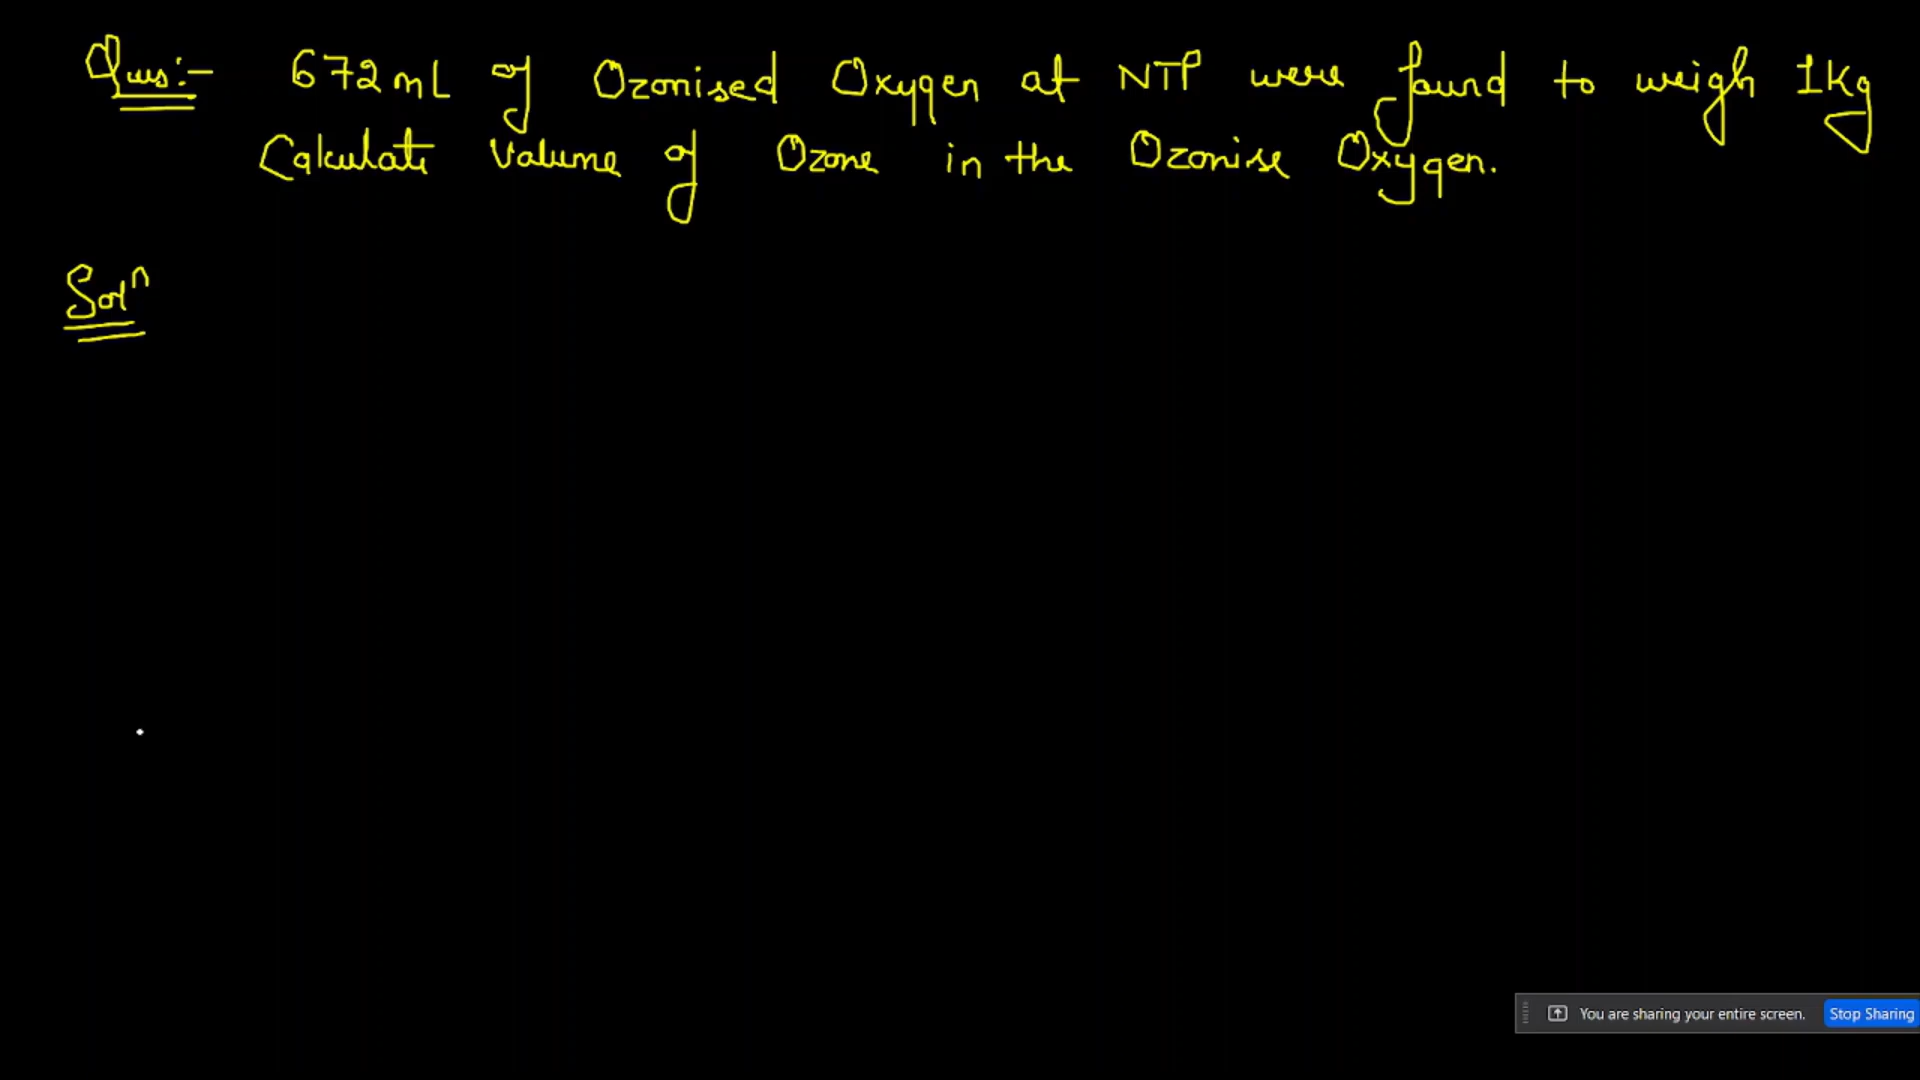 Ques:- 672 mL of Ozonised Oxygen at NTP were found to weigh 1Kg
Calculate Volume of Ozone in the Ozonise Oxygen.
Solⁿ
You are sharing your entire screen. Stop Sharing